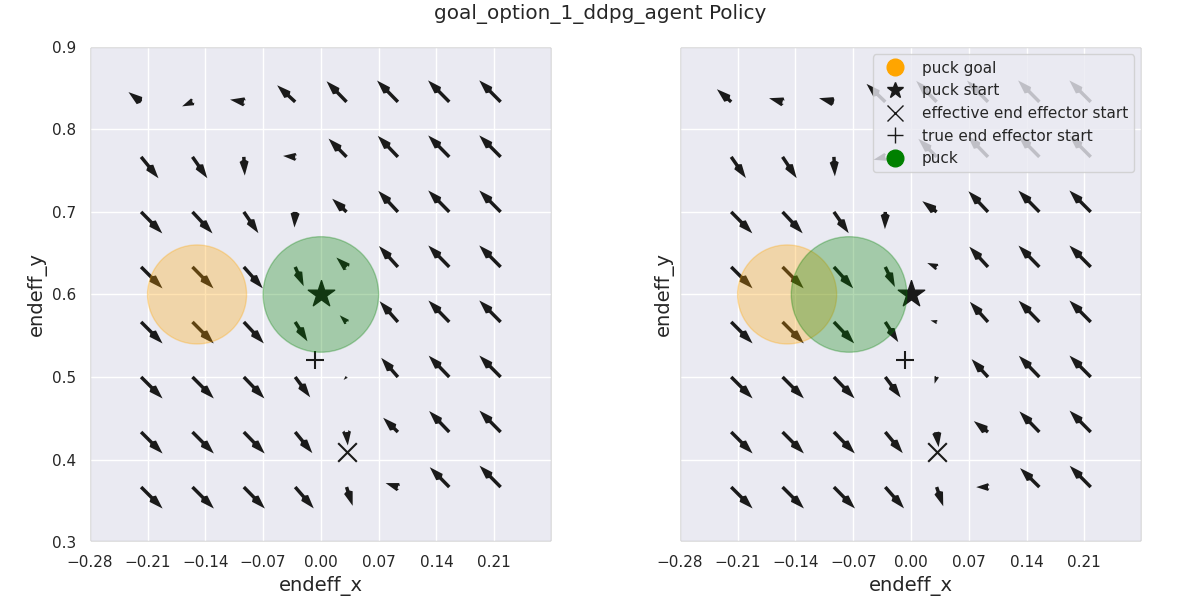 goal_option_1_ddpg_agent Policy
endeff_y
0.9
0.8
0.7
0.6
0.5
0.4
0.3
−0.28 −0.21 −0.14 −0.07 0.00 0.07 0.14 0.21
endeff_x
puck goal
puck start
effective end effector start
true end effector start
puck
endeff_y
−0.28 −0.21 −0.14 −0.07 0.00 0.07 0.14 0.21
endeff_x